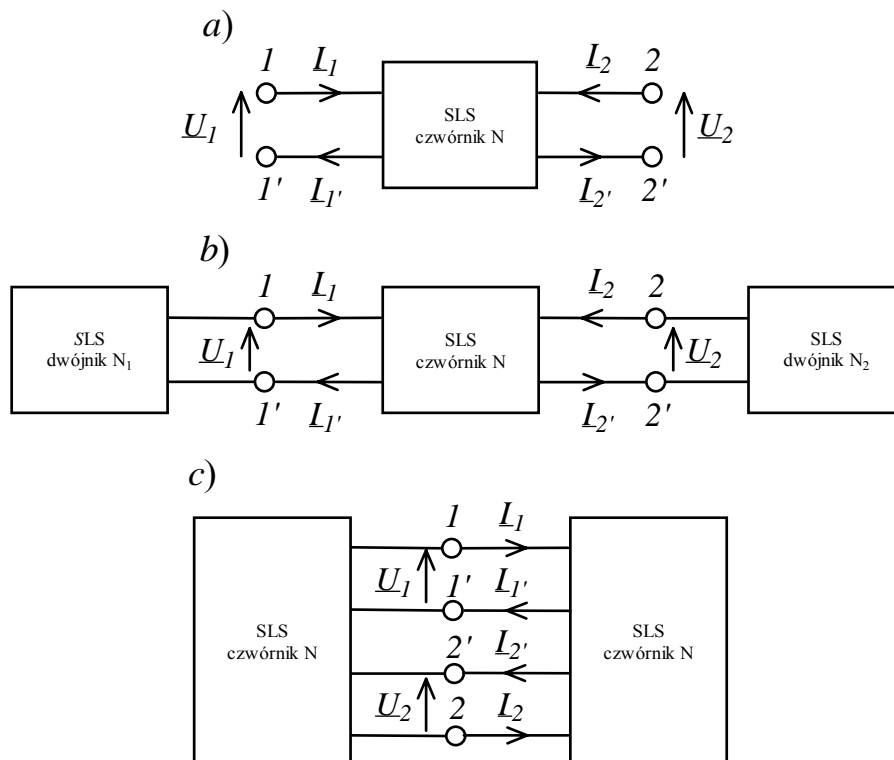 a)
1 I1 I2 2
U1 SLS U2
czwórnik N
1' I1' I2' 2'
b)
1 I1 I2 2
SLS SLS SLS
dwójnik N1 U1 czwórnik N U2 dwójnik N2
1' I1' I2' 2'
c)
1 I1
U1 1' I1'
SLS SLS
czwórnik N 2' I2' czwórnik N
U2 2 I2